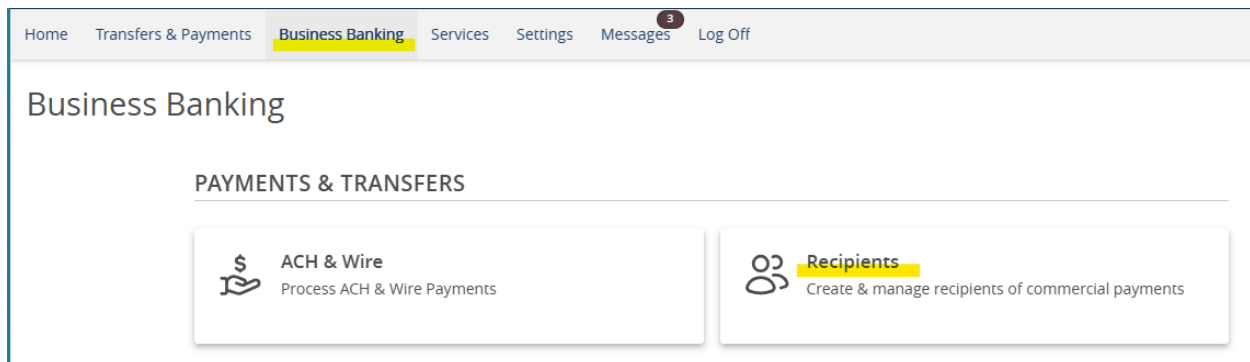 Home Transfers & Payments Business Banking Services Settings Messages 3 Log Off
Business Banking
PAYMENTS & TRANSFERS
$
ACH & Wire
Process ACH & Wire Payments
Recipients
Create & manage recipients of commercial payments